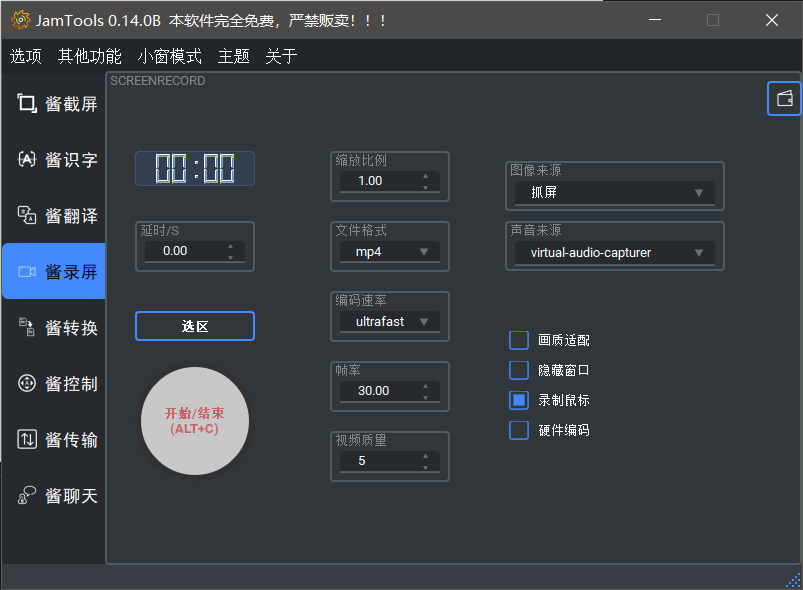 JamTools 0.14.0B 本软件完全免费，严禁贩卖！！！
选项 其他功能 小窗模式 主题 关于
酱截屏
酱识字
酱翻译
酱录屏
酱转换
酱控制
酱传输
酱聊天
SCREENRECORD
00:00
延时/S
0.00
选区
开始/结束
(ALT+C)
缩放比例
1.00
文件格式
mp4
编码速率
ultrafast
帧率
30.00
视频质量
5
图像来源
抓屏
声音来源
virtual-audio-capturer
画质适配
隐藏窗口
录制鼠标
硬件编码